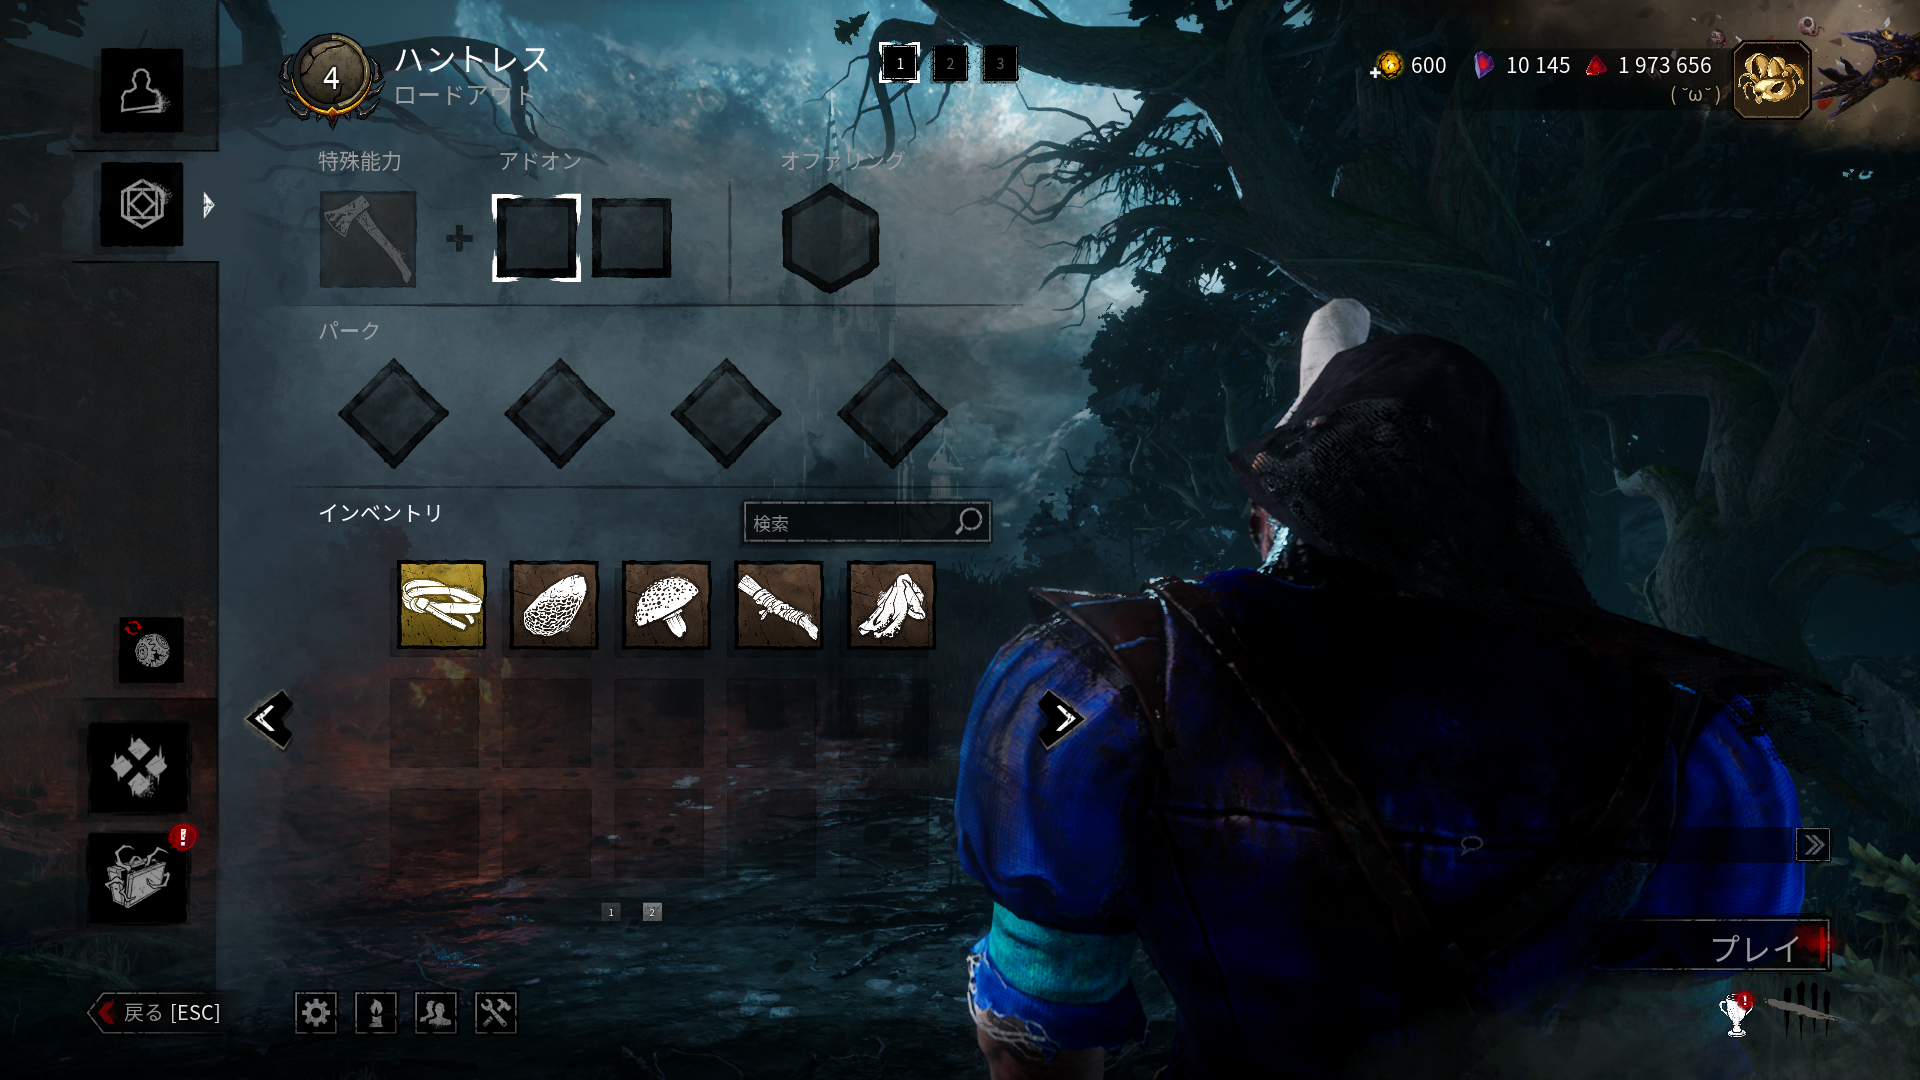 4
ハントレス
ロードアウト
1
2
3
600
10 145
1 973 656
( ˘ω˘ )
特殊能力
アドオン
オファリング
パーク
インベントリ
検索
1
2
プレイ
戻る [ESC]